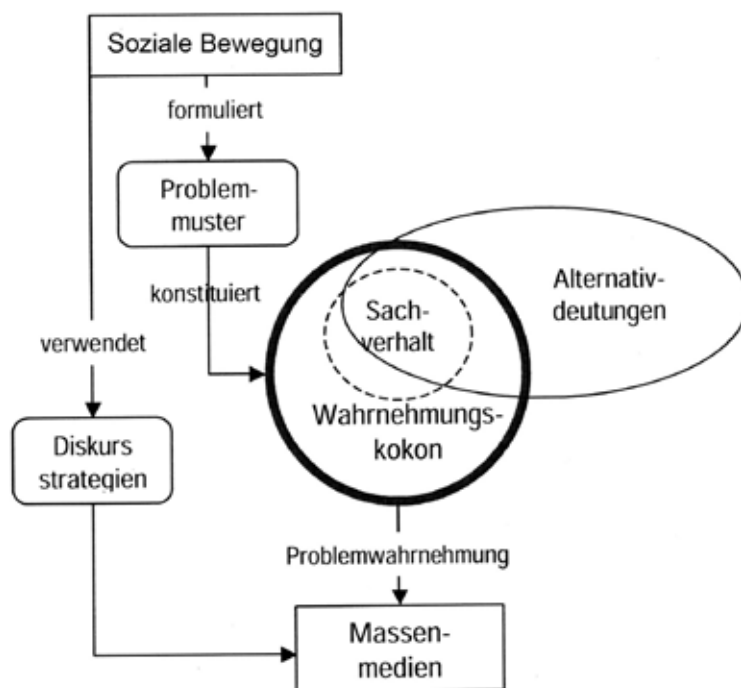 Soziale Bewegung
formuliert
Problem-
muster
konstituiert
Alternativ-
deutungen
Sach-
verhalt
verwendet
Wahrnehmungs-
kokon
Diskurs
strategien
Problemwahrnehmung
Massen-
medien